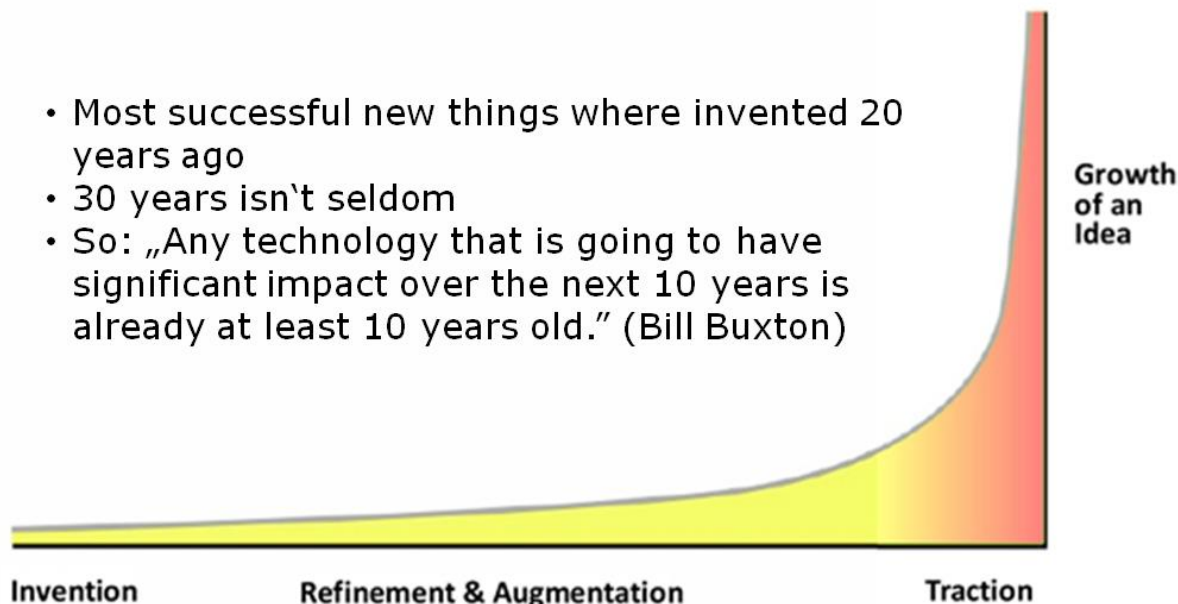 • Most successful new things where invented 20
years ago
• 30 years isn‛t seldom
• So: „Any technology that is going to have
significant impact over the next 10 years is
already at least 10 years old.” (Bill Buxton)
Growth
of an
Idea
Invention
Refinement & Augmentation
Traction